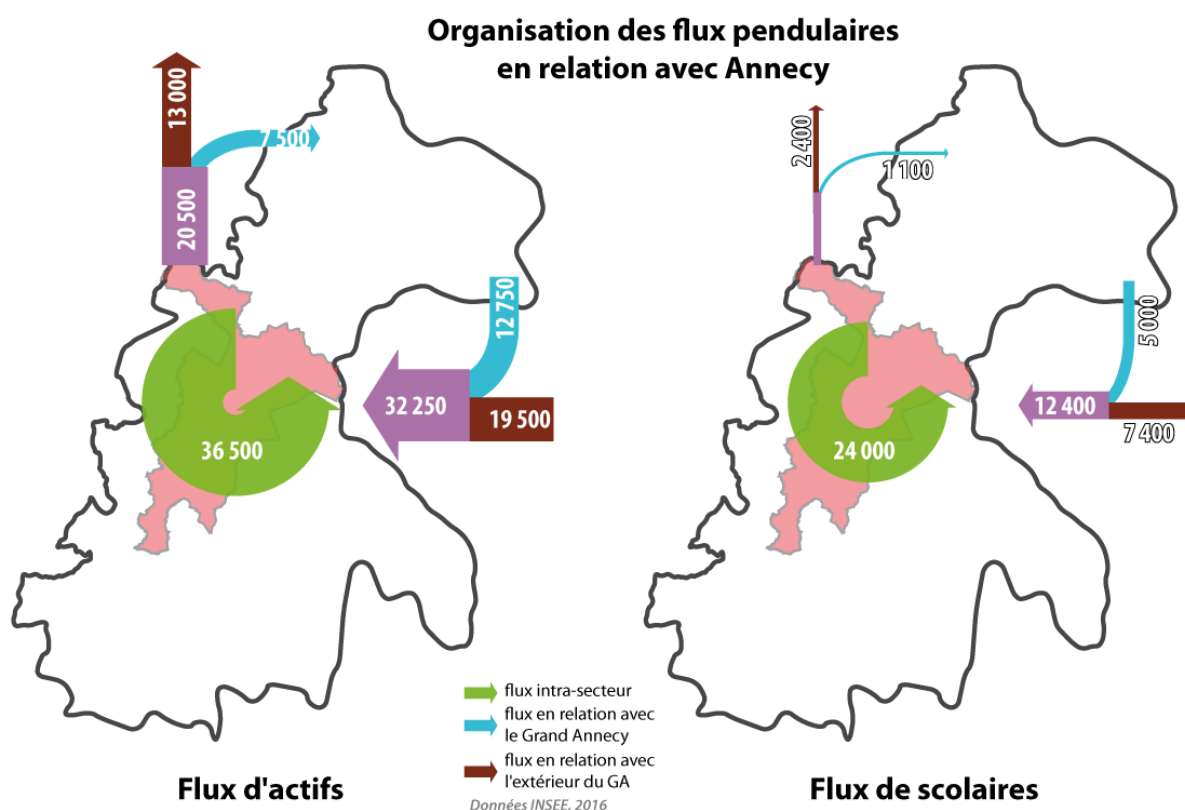 Organisation des flux pendulaires
en relation avec Annecy
13 000
7 500
20 500
12 750
32 250
19 500
36 500
2 400
1 100
5 000
12 400
7 400
24 000
flux intra-secteur
flux en relation avec
le Grand Annecy
flux en relation avec
l'extérieur du GA
Flux d'actifs
Flux de scolaires
Données INSEE, 2016